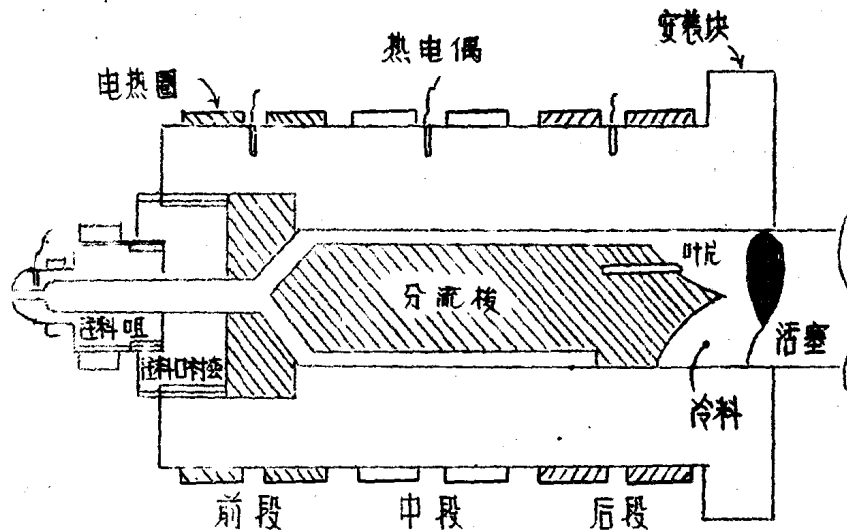 安装块
热电偶
电热圈
叶片
分流梭
注料咀
活塞
注料口衬套
冷料
前段
中段
后段